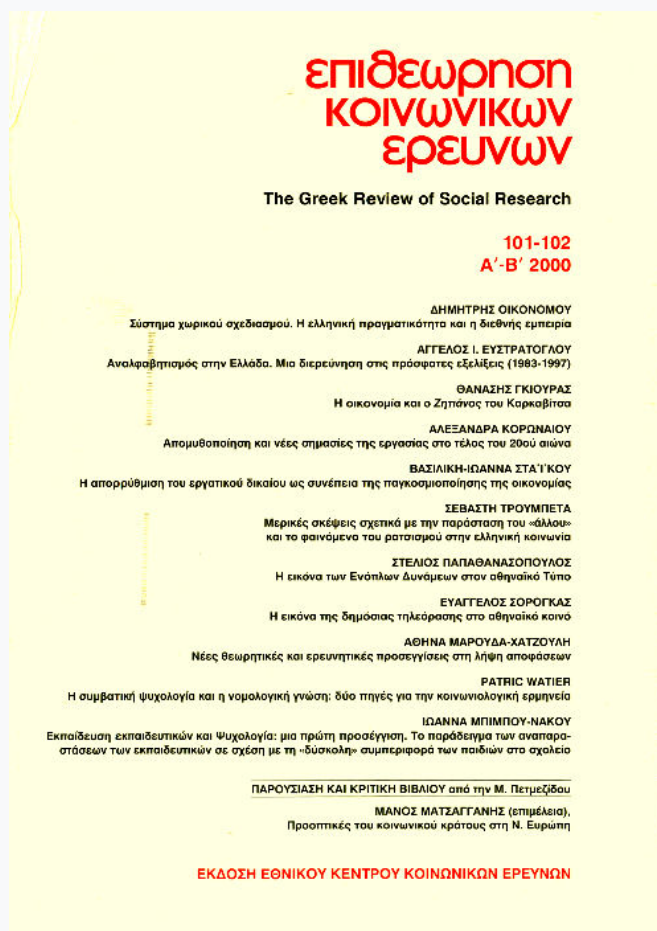 επιθεωρηση
κοινωνικων
ερευνων
The Greek Review of Social Research
101-102
Α΄-Β΄ 2000
ΔΗΜΗΤΡΗΣ ΟΙΚΟΝΟΜΟΥ
Σύστημα χωρικού σχεδιασμού. Η ελληνική πραγματικότητα και η διεθνής εμπειρία
ΑΓΓΕΛΟΣ Ι. ΕΥΣΤΡΑΤΟΓΛΟΥ
Αναλφαβητισμός στην Ελλάδα. Μια διερεύνηση στις πρόσφατες εξελίξεις (1983-1997)
ΘΑΝΑΣΗΣ ΓΚΙΟΥΡΑΣ
Η οικονομία και ο Ζητιάνος του Καρκαβίτσα
ΑΛΕΞΑΝΔΡΑ ΚΟΡΩΝΑΙΟΥ
Απομυθοποίηση και νέες σημασίες της εργασίας στο τέλος του 20ού αιώνα
ΒΑΣΙΛΙΚΗ-ΙΩΑΝΝΑ ΣΤΑΪΚΟΥ
Η απορρύθμιση του εργατικού δικαίου ως συνέπεια της παγκοσμιοποίησης της οικονομίας
ΣΕΒΑΣΤΗ ΤΡΟΥΜΠΕΤΑ
Μερικές σκέψεις σχετικά με την παράσταση του «άλλου»
και το φαινόμενο του ρατσισμού στην ελληνική κοινωνία
ΣΤΕΛΙΟΣ ΠΑΠΑΘΑΝΑΣΟΠΟΥΛΟΣ
Η εικόνα των Ενόπλων Δυνάμεων στον αθηναϊκό Τύπο
ΕΥΑΓΓΕΛΟΣ ΣΟΡΟΓΚΑΣ
Η εικόνα της δημόσιας τηλεόρασης στο αθηναϊκό κοινό
ΑΘΗΝΑ ΜΑΡΟΥΔΑ-ΧΑΤΖΟΥΛΗ
Νέες θεωρητικές και ερευνητικές προσεγγίσεις στη λήψη αποφάσεων
PATRIC WATIER
Η συμβατική ψυχολογία και η νομολογική γνώση: δύο πηγές για την κοινωνιολογική ερμηνεία
ΙΩΑΝΝΑ ΜΠΙΜΠΟΥ-ΝΑΚΟΥ
Εκπαίδευση εκπαιδευτικών και Ψυχολογία: μια πρώτη προσέγγιση. Το παράδειγμα των αναπαρα-
στάσεων των εκπαιδευτικών σε σχέση με τη «δύσκολη» συμπεριφορά των παιδιών στο σχολείο
ΠΑΡΟΥΣΙΑΣΗ ΚΑΙ ΚΡΙΤΙΚΗ ΒΙΒΛΙΟΥ από την Μ. Πετμεζίδου
ΜΑΝΟΣ ΜΑΤΣΑΓΓΑΝΗΣ (επιμέλεια),
Προοπτικές του κοινωνικού κράτους στη Ν. Ευρώπη
ΕΚΔΟΣΗ ΕΘΝΙΚΟΥ ΚΕΝΤΡΟΥ ΚΟΙΝΩΝΙΚΩΝ ΕΡΕΥΝΩΝ